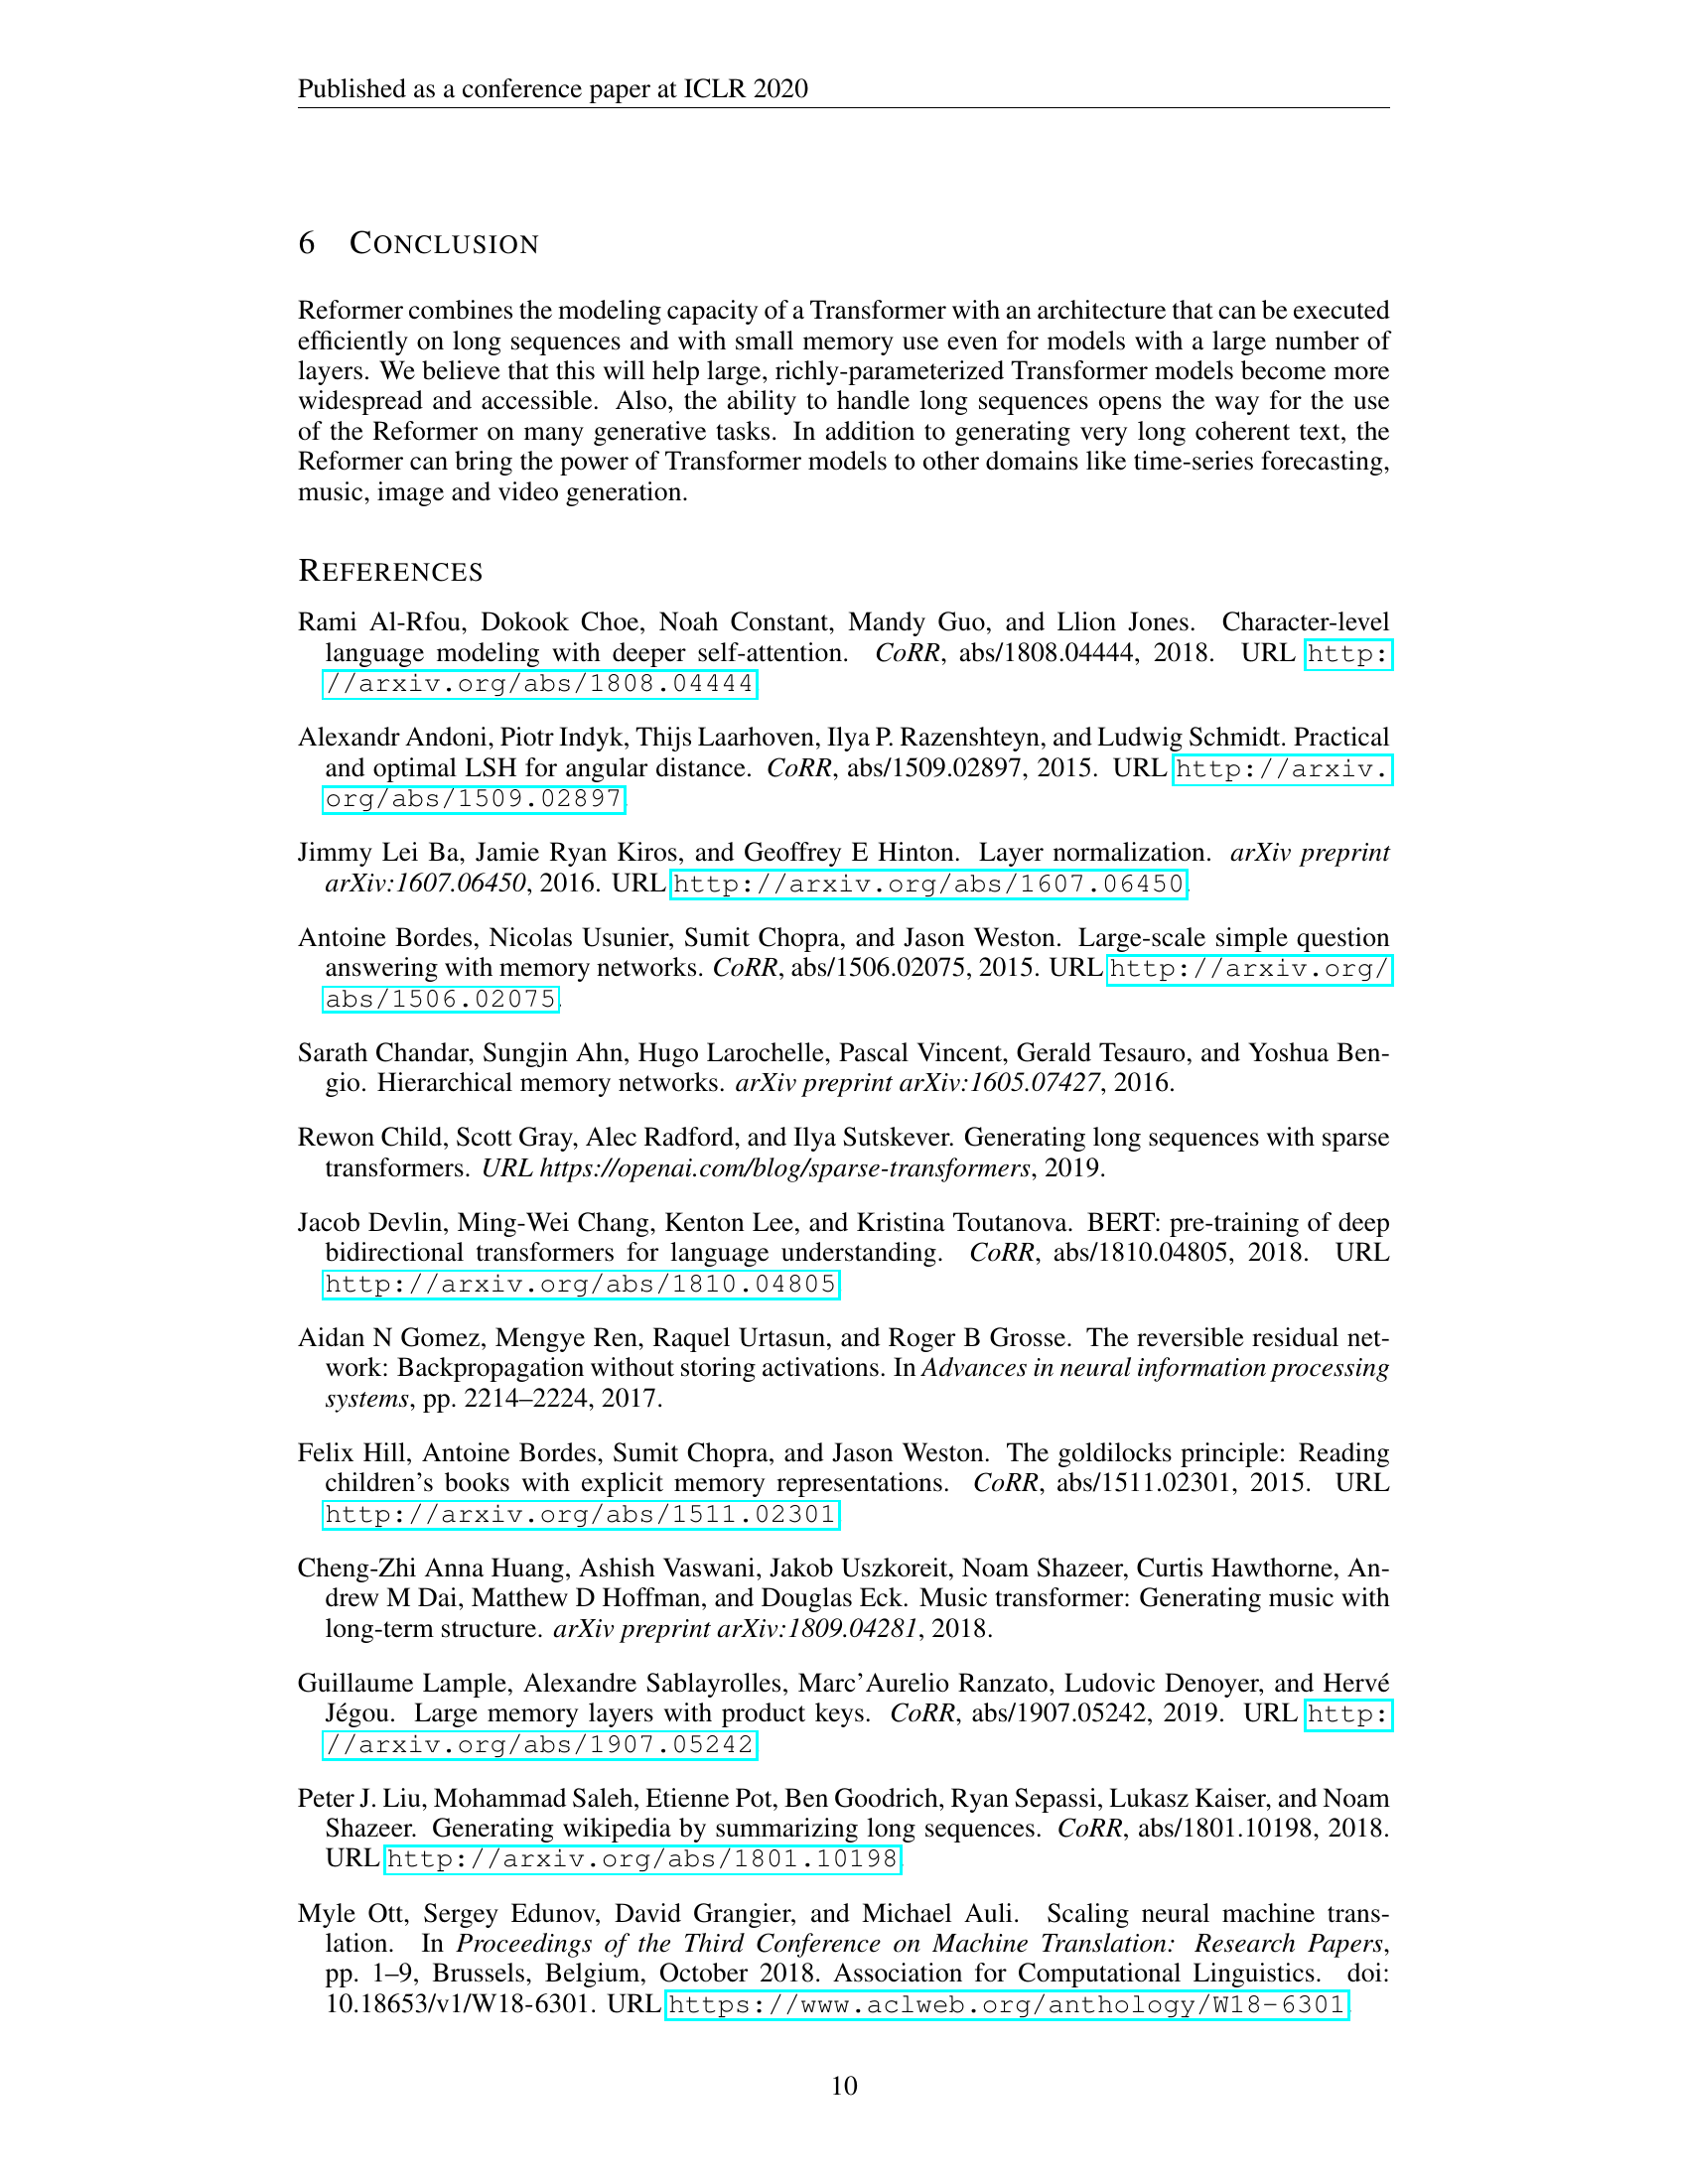 Published as a conference paper at ICLR 2020
6 CONCLUSION
Reformer combines the modeling capacity of a Transformer with an architecture that can be executed
efficiently on long sequences and with small memory use even for models with a large number of
layers. We believe that this will help large, richly-parameterized Transformer models become more
widespread and accessible. Also, the ability to handle long sequences opens the way for the use
of the Reformer on many generative tasks. In addition to generating very long coherent text, the
Reformer can bring the power of Transformer models to other domains like time-series forecasting,
music, image and video generation.
REFERENCES
Rami Al-Rfou, Dokook Choe, Noah Constant, Mandy Guo, and Llion Jones. Character-level
language modeling with deeper self-attention. CoRR, abs/1808.04444, 2018. URL http:
//arxiv.org/abs/1808.04444.
Alexandr Andoni, Piotr Indyk, Thijs Laarhoven, Ilya P. Razenshteyn, and Ludwig Schmidt. Practical
and optimal LSH for angular distance. CoRR, abs/1509.02897, 2015. URL http://arxiv.
org/abs/1509.02897.
Jimmy Lei Ba, Jamie Ryan Kiros, and Geoffrey E Hinton. Layer normalization. arXiv preprint
arXiv:1607.06450, 2016. URL http://arxiv.org/abs/1607.06450.
Antoine Bordes, Nicolas Usunier, Sumit Chopra, and Jason Weston. Large-scale simple question
answering with memory networks. CoRR, abs/1506.02075, 2015. URL http://arxiv.org/
abs/1506.02075.
Sarath Chandar, Sungjin Ahn, Hugo Larochelle, Pascal Vincent, Gerald Tesauro, and Yoshua Ben-
gio. Hierarchical memory networks. arXiv preprint arXiv:1605.07427, 2016.
Rewon Child, Scott Gray, Alec Radford, and Ilya Sutskever. Generating long sequences with sparse
transformers. URL https://openai.com/blog/sparse-transformers, 2019.
Jacob Devlin, Ming-Wei Chang, Kenton Lee, and Kristina Toutanova. BERT: pre-training of deep
bidirectional transformers for language understanding. CoRR, abs/1810.04805, 2018. URL
http://arxiv.org/abs/1810.04805.
Aidan N Gomez, Mengye Ren, Raquel Urtasun, and Roger B Grosse. The reversible residual net-
work: Backpropagation without storing activations. In Advances in neural information processing
systems, pp. 2214–2224, 2017.
Felix Hill, Antoine Bordes, Sumit Chopra, and Jason Weston. The goldilocks principle: Reading
children's books with explicit memory representations. CoRR, abs/1511.02301, 2015. URL
http://arxiv.org/abs/1511.02301.
Cheng-Zhi Anna Huang, Ashish Vaswani, Jakob Uszkoreit, Noam Shazeer, Curtis Hawthorne, An-
drew M Dai, Matthew D Hoffman, and Douglas Eck. Music transformer: Generating music with
long-term structure. arXiv preprint arXiv:1809.04281, 2018.
Guillaume Lample, Alexandre Sablayrolles, Marc'Aurelio Ranzato, Ludovic Denoyer, and Hervé
Jégou. Large memory layers with product keys. CoRR, abs/1907.05242, 2019. URL http:
//arxiv.org/abs/1907.05242.
Peter J. Liu, Mohammad Saleh, Etienne Pot, Ben Goodrich, Ryan Sepassi, Lukasz Kaiser, and Noam
Shazeer. Generating wikipedia by summarizing long sequences. CoRR, abs/1801.10198, 2018.
URL http://arxiv.org/abs/1801.10198.
Myle Ott, Sergey Edunov, David Grangier, and Michael Auli. Scaling neural machine trans-
lation. In Proceedings of the Third Conference on Machine Translation: Research Papers,
pp. 1–9, Brussels, Belgium, October 2018. Association for Computational Linguistics. doi:
10.18653/v1/W18-6301. URL https://www.aclweb.org/anthology/W18-6301.
10